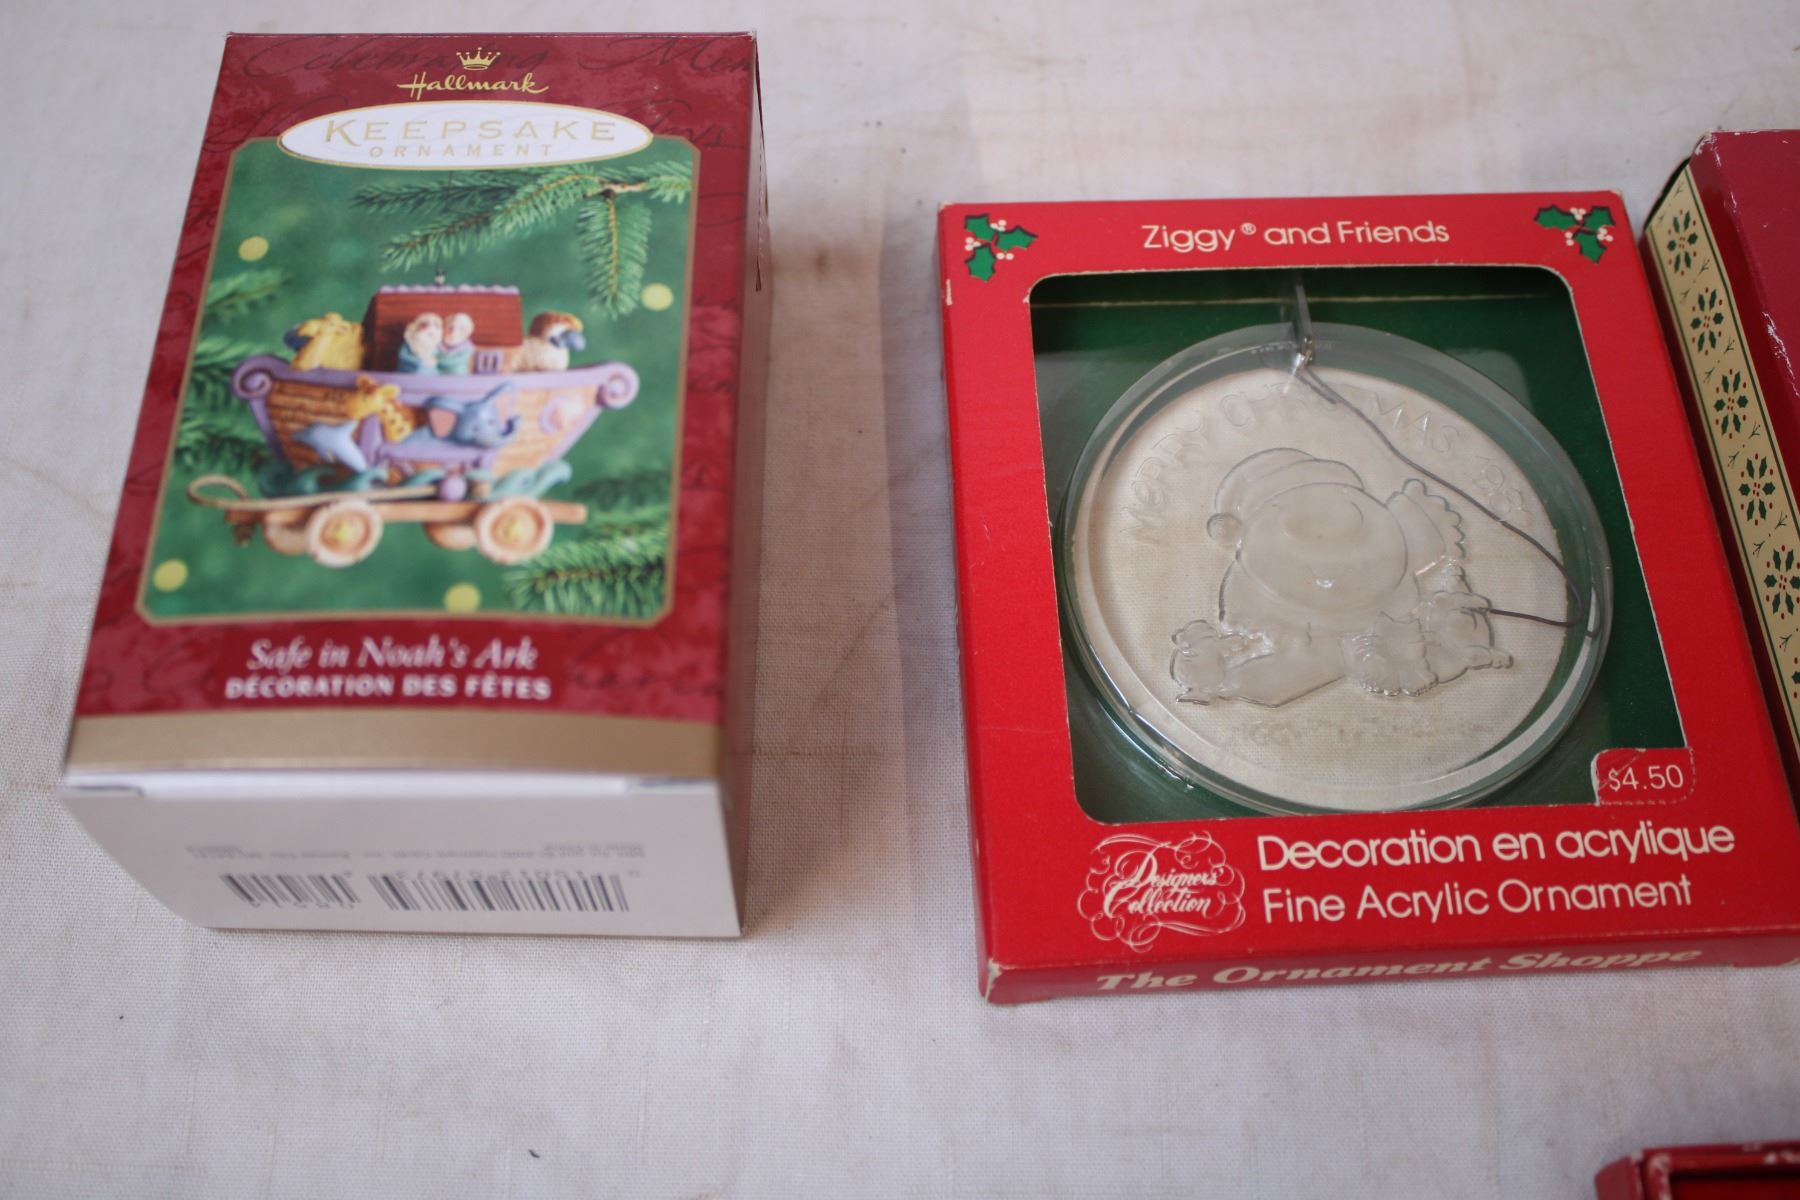 Hallmark
KEEPSAKE
ORNAMENT
Safe in Noah's Ark
DÉCORATION DES FÊTES
Ziggy® and Friends
MERRY CHRISTMAS
$4.50
Designers'
Collection
Decoration en acrylique
Fine Acrylic Ornament
The Ornament Shoppe